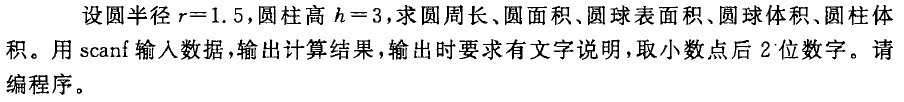 设圆半径 r=1.5,圆柱高 h=3,求圆周长、圆面积、圆球表面积、圆球体积、圆柱体
积。用 scanf 输入数据,输出计算结果,输出时要求有文字说明,取小数点后 2 位数字。请
编程序。